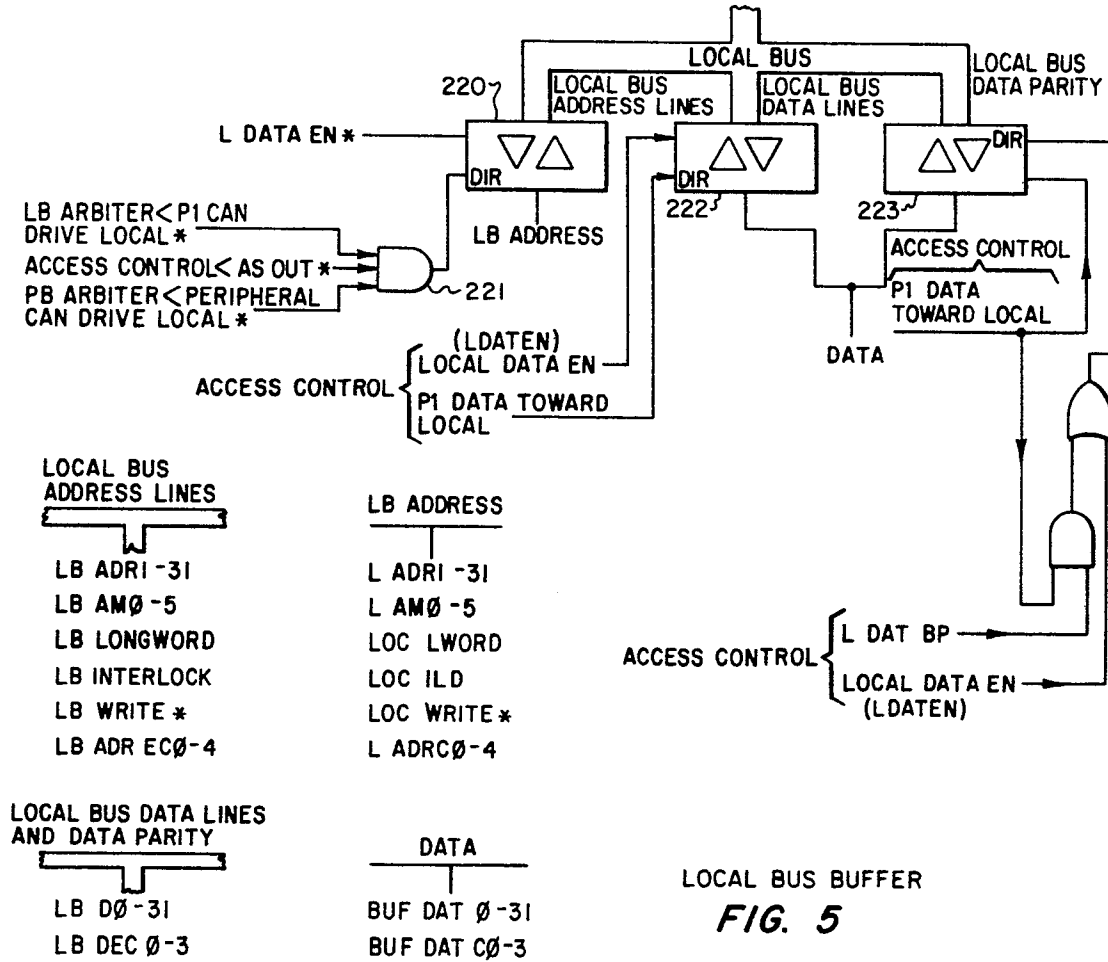 LOCAL BUS
LOCAL BUS
DATA PARITY
220
LOCAL BUS
ADDRESS LINES
LOCAL BUS
DATA LINES
L DATA EN*
DIR
DIR
DIR
222
223
LB ADDRESS
LB ARBITER<P1 CAN
DRIVE LOCAL*
ACCESS CONTROL<AS OUT*
PB ARBITER<PERIPHERAL
CAN DRIVE LOCAL*
221
ACCESS CONTROL
P1 DATA
TOWARD LOCAL
DATA
(LDATEN)
LOCAL DATA EN
ACCESS CONTROL
P1 DATA TOWARD
LOCAL
LOCAL BUS
ADDRESS LINES
LB ADR1-31
LB AMØ-5
LB LONGWORD
LB INTERLOCK
LB WRITE*
LB ADR ECØ-4
LB ADDRESS
L ADR1-31
L AMØ-5
LOC LWORD
LOC ILD
LOC WRITE*
L ADRCØ-4
ACCESS CONTROL
L DAT BP
LOCAL DATA EN
(LDATEN)
LOCAL BUS DATA LINES
AND DATA PARITY
LB DØ-31
LB DEC Ø-3
DATA
BUF DAT Ø-31
BUF DAT CØ-3
LOCAL BUS BUFFER
FIG. 5